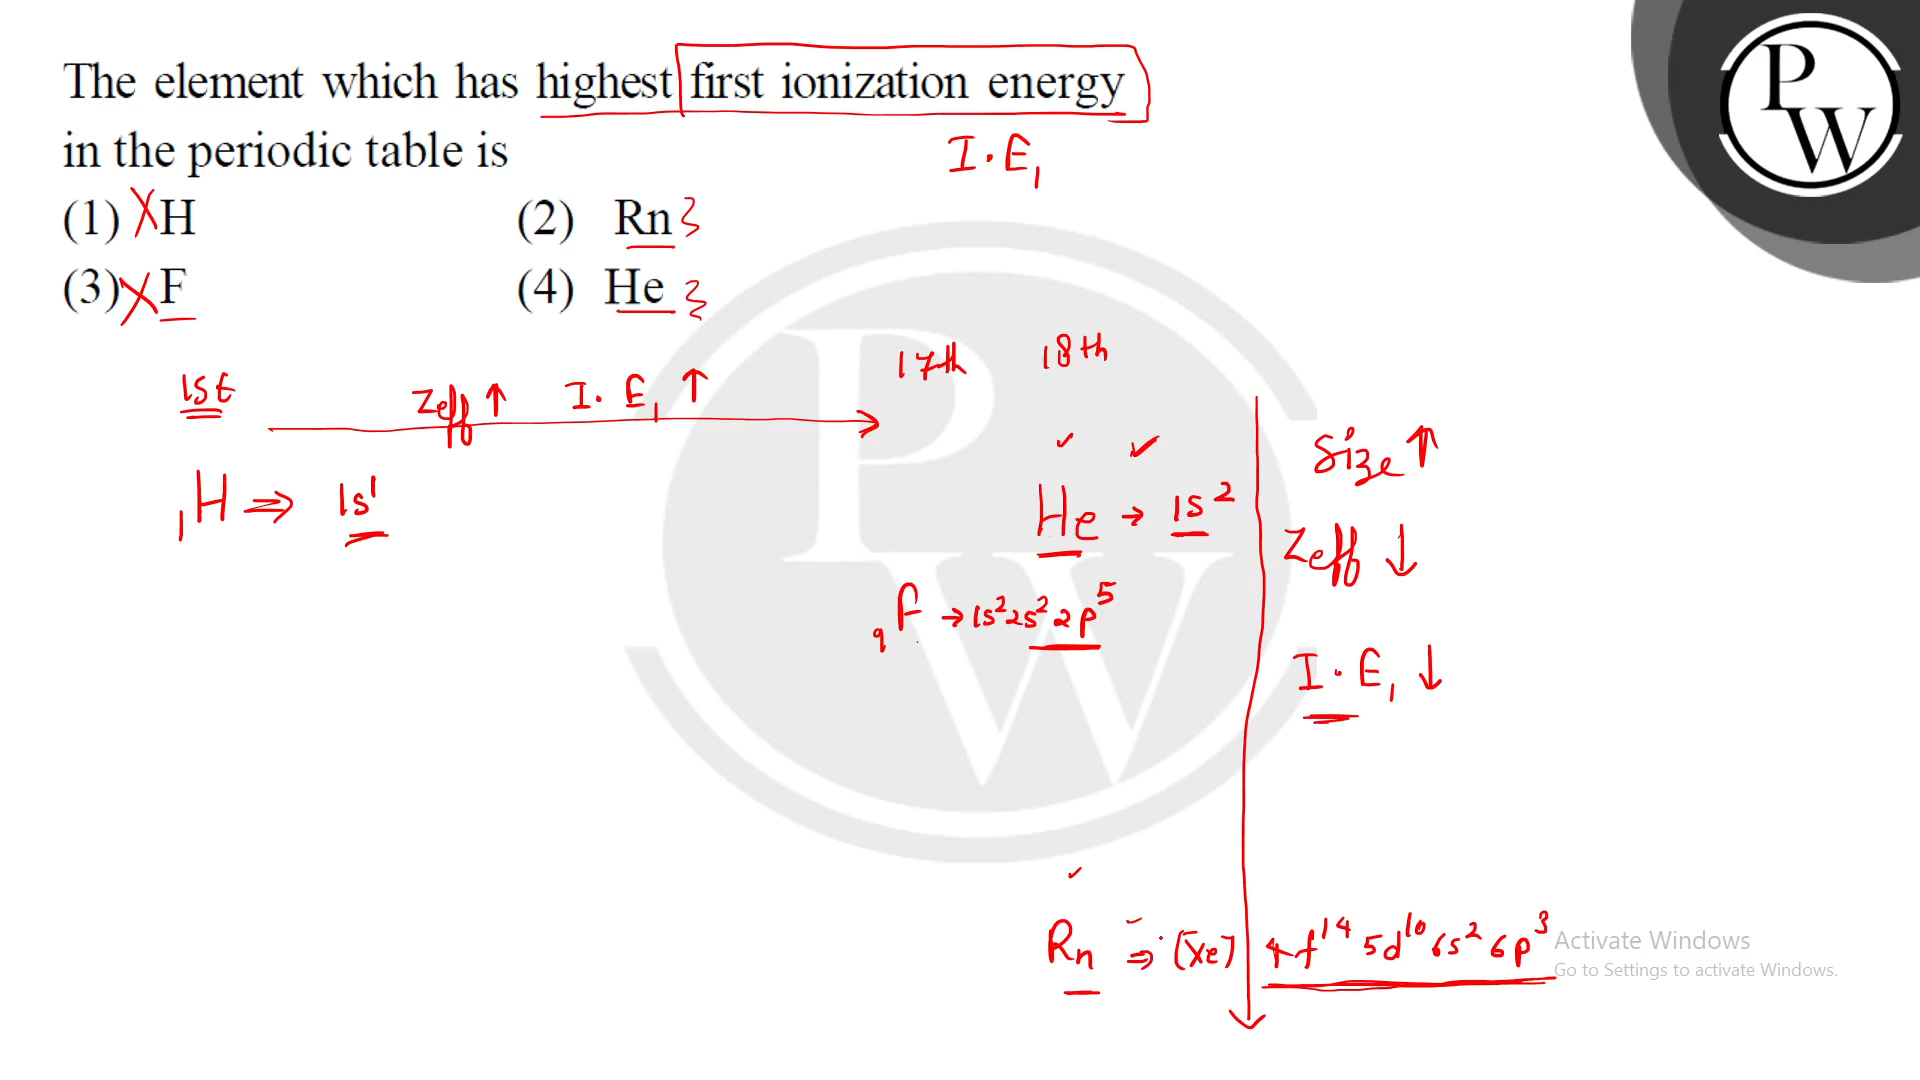 The element which has highest first ionization energy
in the periodic table is
I.E₁
(1) H (2) Rn
(3) F (4) He
P
W
1st Zeff ↑ I.E₁ ↑ 17th 18th
₁H ⇒ 1s¹
He → 1s²
₉F → 1s²2s²2p⁵
Size ↑
Zeff ↓
I.E₁ ↓
Rn ⇒ [Xe] 4f¹⁴ 5d¹⁰ 6s² 6p³
P
W
Activate Windows
Go to Settings to activate Windows.